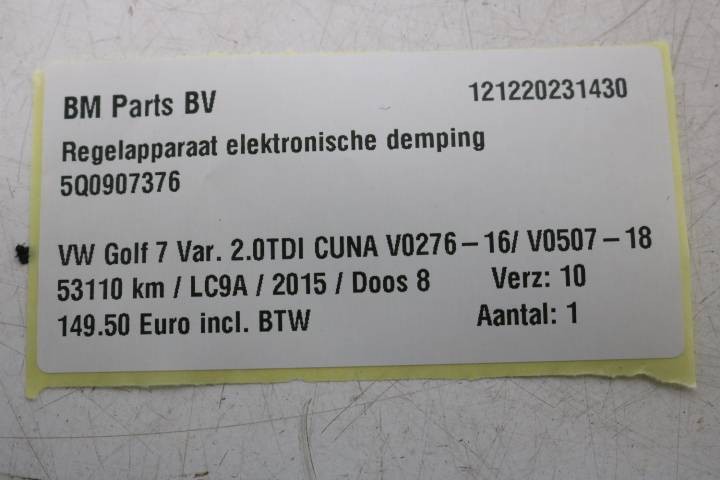 BM Parts BV 121220231430
Regelapparaat elektronische demping
5Q0907376
VW Golf 7 Var. 2.0TDI CUNA V0276-16/ V0507-18
53110 km / LC9A / 2015 / Doos 8 Verz: 10
149.50 Euro incl. BTW Aantal: 1